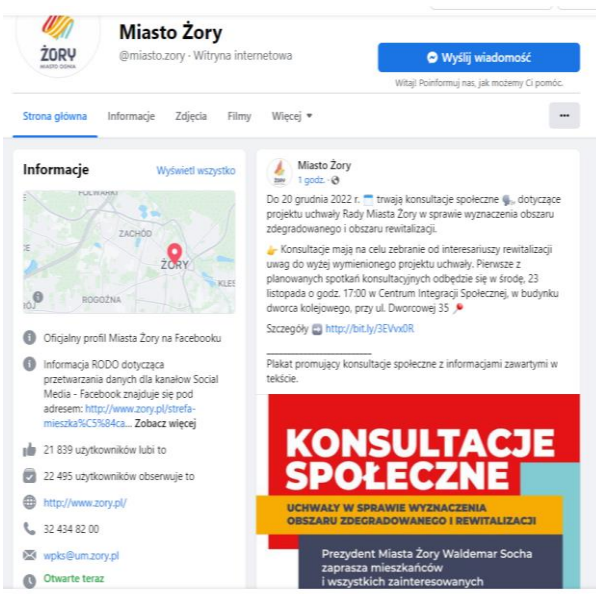 ŻORY
MIASTO OGNIA
Miasto Żory
@miasto.zory · Witryna internetowa
Wyślij wiadomość
Witaj! Poinformuj nas, jak możemy Ci pomóc.
Strona główna
Informacje
Zdjęcia
Filmy
Więcej
Informacje
Wyświetl wszystko
ZACHÓD
ŻORY
KLES
ROGOŹNA
Oficjalny profil Miasta Żory na Facebooku
Informacja RODO dotycząca
przetwarzania danych dla kanałow Social
Media - Facebook znajduje się pod
adresem: http://www.zory.pl/strefa-
mieszka%C5%84ca... Zobacz więcej
21 839 użytkowników lubi to
22 495 użytkowników obserwuje to
http://www.zory.pl/
32 434 82 00
wpks@um.zory.pl
Otwarte teraz
Miasto Żory
1 godz. ·
Do 20 grudnia 2022 r. 🗓️ trwają konsultacje społeczne 🗣️, dotyczące
projektu uchwały Rady Miasta Żory w sprawie wyznaczenia obszaru
zdegradowanego i obszaru rewitalizacji.
👉 Konsultacje mają na celu zebranie od interesariuszy rewitalizacji
uwag do wyżej wymienionego projektu uchwały. Pierwsze z
planowanych spotkań konsultacyjnych odbędzie się w środę, 23
listopada o godz. 17:00 w Centrum Integracji Społecznej, w budynku
dworca kolejowego, przy ul. Dworcowej 35 📍
Szczegóły ➡️ http://bit.ly/3EVvx0R
Plakat promujący konsultacje społeczne z informacjami zawartymi w
tekście.
KONSULTACJE
SPOŁECZNE
UCHWAŁY W SPRAWIE WYZNACZENIA
OBSZARU ZDEGRADOWANEGO I REWITALIZACJI
Prezydent Miasta Żory Waldemar Socha
zaprasza mieszkańców
i wszystkich zainteresowanych